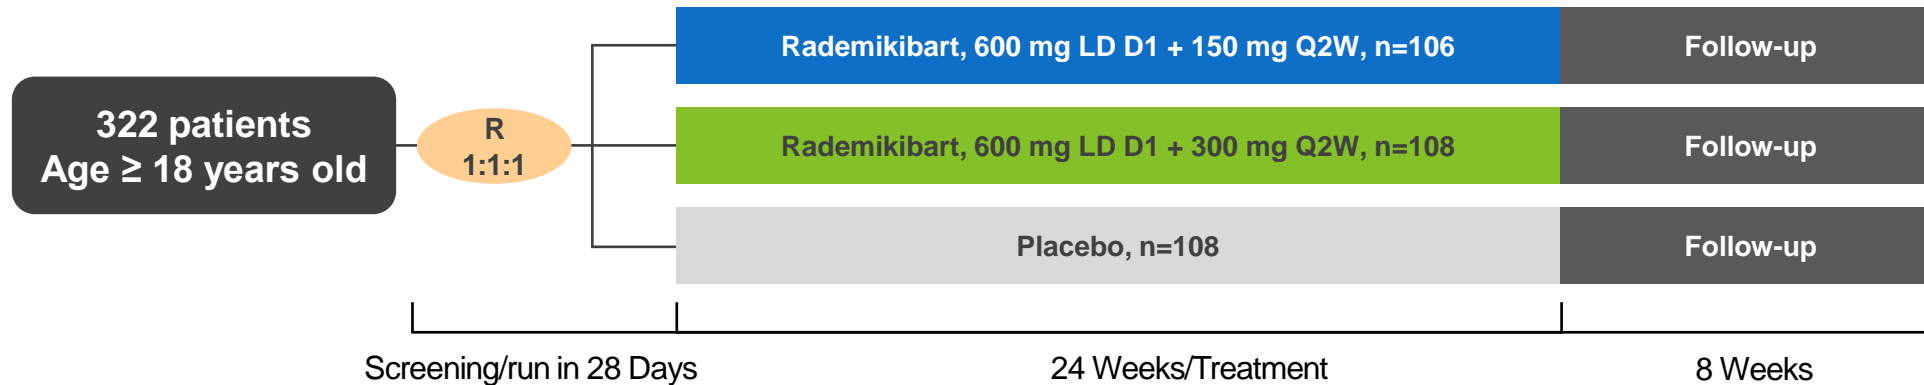 322 patients
Age ≥ 18 years old
R
1:1:1
Rademikibart, 600 mg LD D1 + 150 mg Q2W, n=106
Follow-up
Rademikibart, 600 mg LD D1 + 300 mg Q2W, n=108
Follow-up
Placebo, n=108
Follow-up
Screening/run in 28 Days
24 Weeks/Treatment
8 Weeks